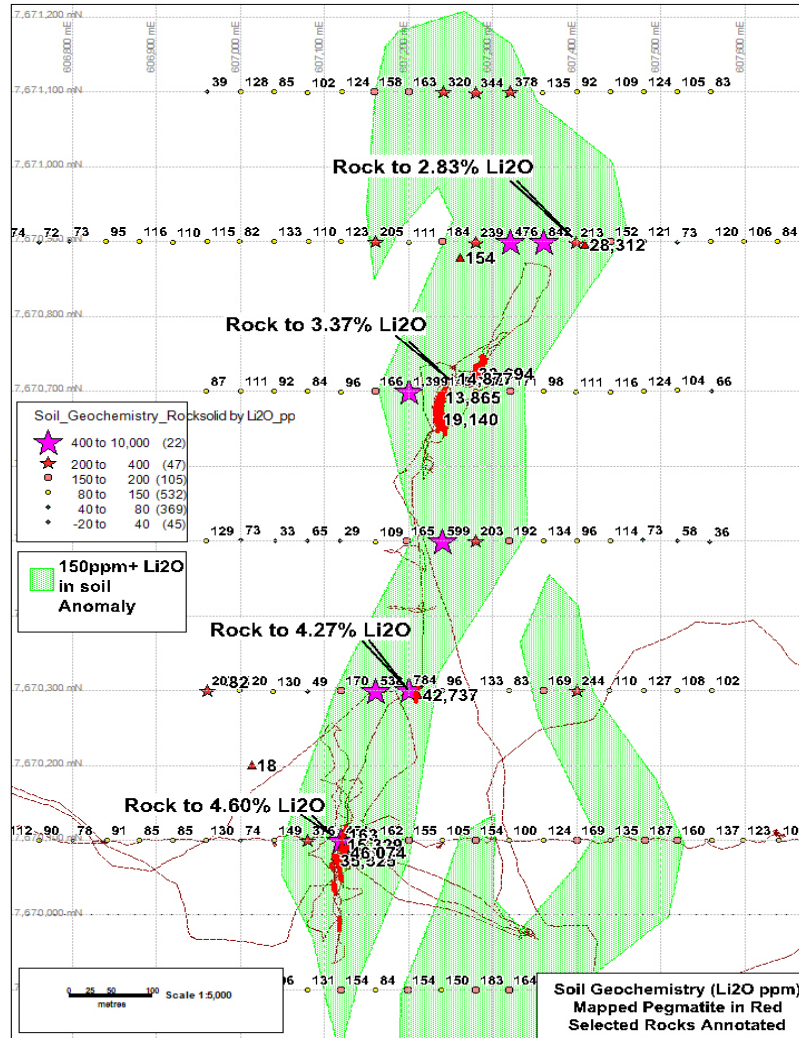 7,671,200 mN
606,800 mE
606,900 mE
607,000 mE
607,100 mE
607,200 mE
607,300 mE
607,400 mE
607,500 mE
607,600 mE
39 128 85 102 124 158 163 320 344 378 135 92 109 124 105 83
7,671,100 mN
7,671,000 mN
Rock to 2.83% Li2O
74 72 73 95 116 110 115 82 133 110 123 205 111 184 239 476 842 213 152 121 73 120 106 84
28,312
154
7,670,800 mN
Rock to 3.37% Li2O
14,877
87 111 92 84 96 166 1,399 98 111 116 124 104 66
7,670,700 mN
13,865
19,140
Soil_Geochemistry_Rocksolid by Li2O_pp
400 to 10,000 (22)
200 to 400 (47)
150 to 200 (105)
80 to 150 (532)
40 to 80 (369)
-20 to 40 (45)
129 73 33 65 29 109 165 599 203 192 134 96 114 73 58 36
150ppm+ Li2O
in soil
Anomaly
Rock to 4.27% Li2O
82 20 130 49 170 784 96 133 83 169 244 110 127 108 102
7,670,300 mN
42,737
18
7,670,200 mN
Rock to 4.60% Li2O
112 90 78 91 85 85 130 74 149 163 162 155 105 154 100 124 169 135 187 160 137 123
46,074
35,325
7,670,000 mN
96 131 154 84 154 150 183 164
0 25 50 100
metres
Scale 1:5,000
Soil Geochemistry (Li2O ppm)
Mapped Pegmatite in Red
Selected Rocks Annotated